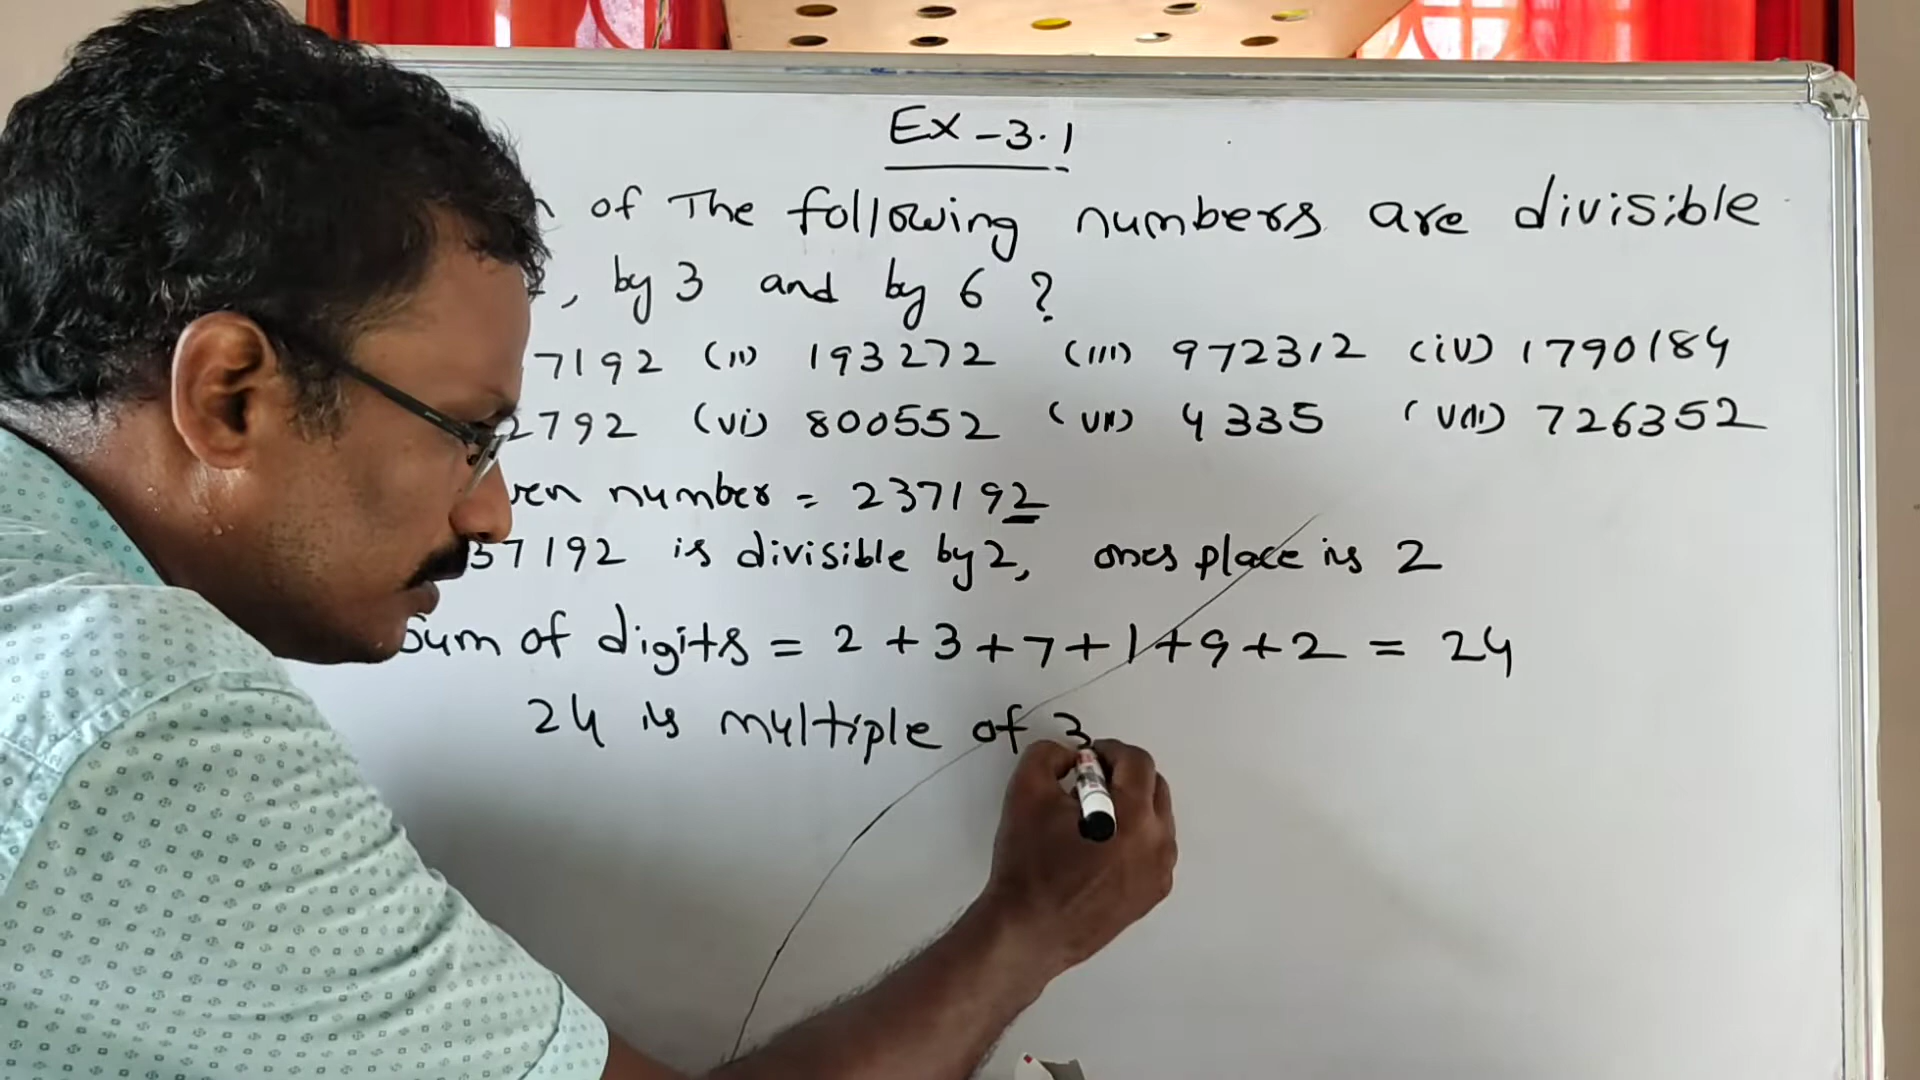 Ex-3.1
of The following numbers are divisible
, by 3 and by 6 ?
7192 (ii) 193272 (iii) 972312 (iv) 1790184
2792 (vi) 800552 (vii) 4335 (viii) 726352
number = 237192
37192 is divisible by 2, ones place is 2
Sum of digits = 2+3+7+1+9+2 = 24
24 is multiple of 3